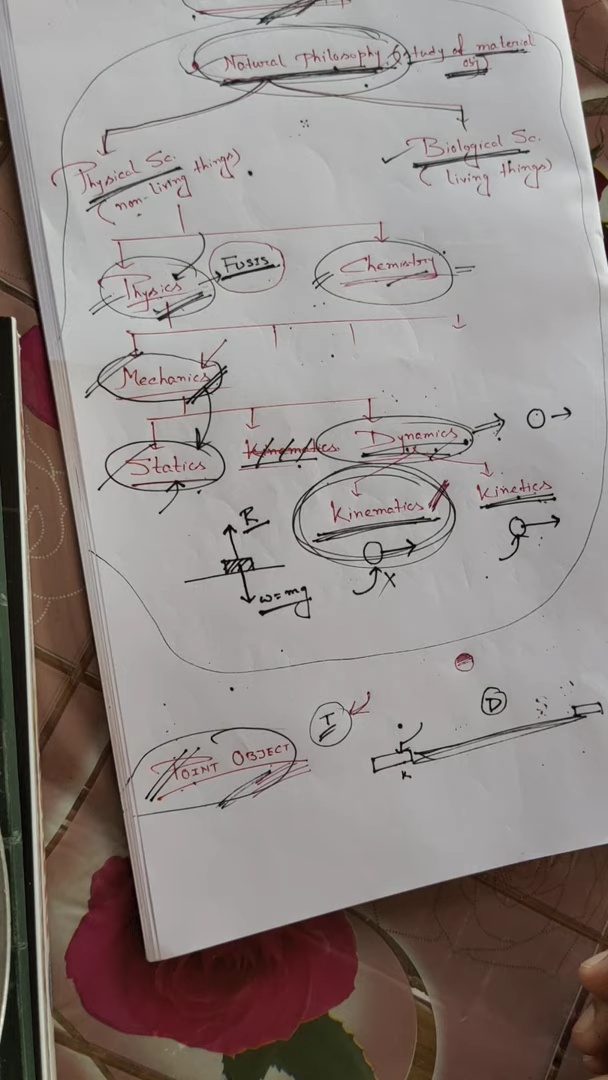 Natural Philosophy (study of material obj)
Physical Sc.
(non-living things)
Biological Sc.
(living things)
Physics
FUSIS
Chemistry
Mechanics
Statics
Kinematics
Dynamics
Kinematics
Kinetics
R
X
w=mg
I
D
POINT OBJECT
K